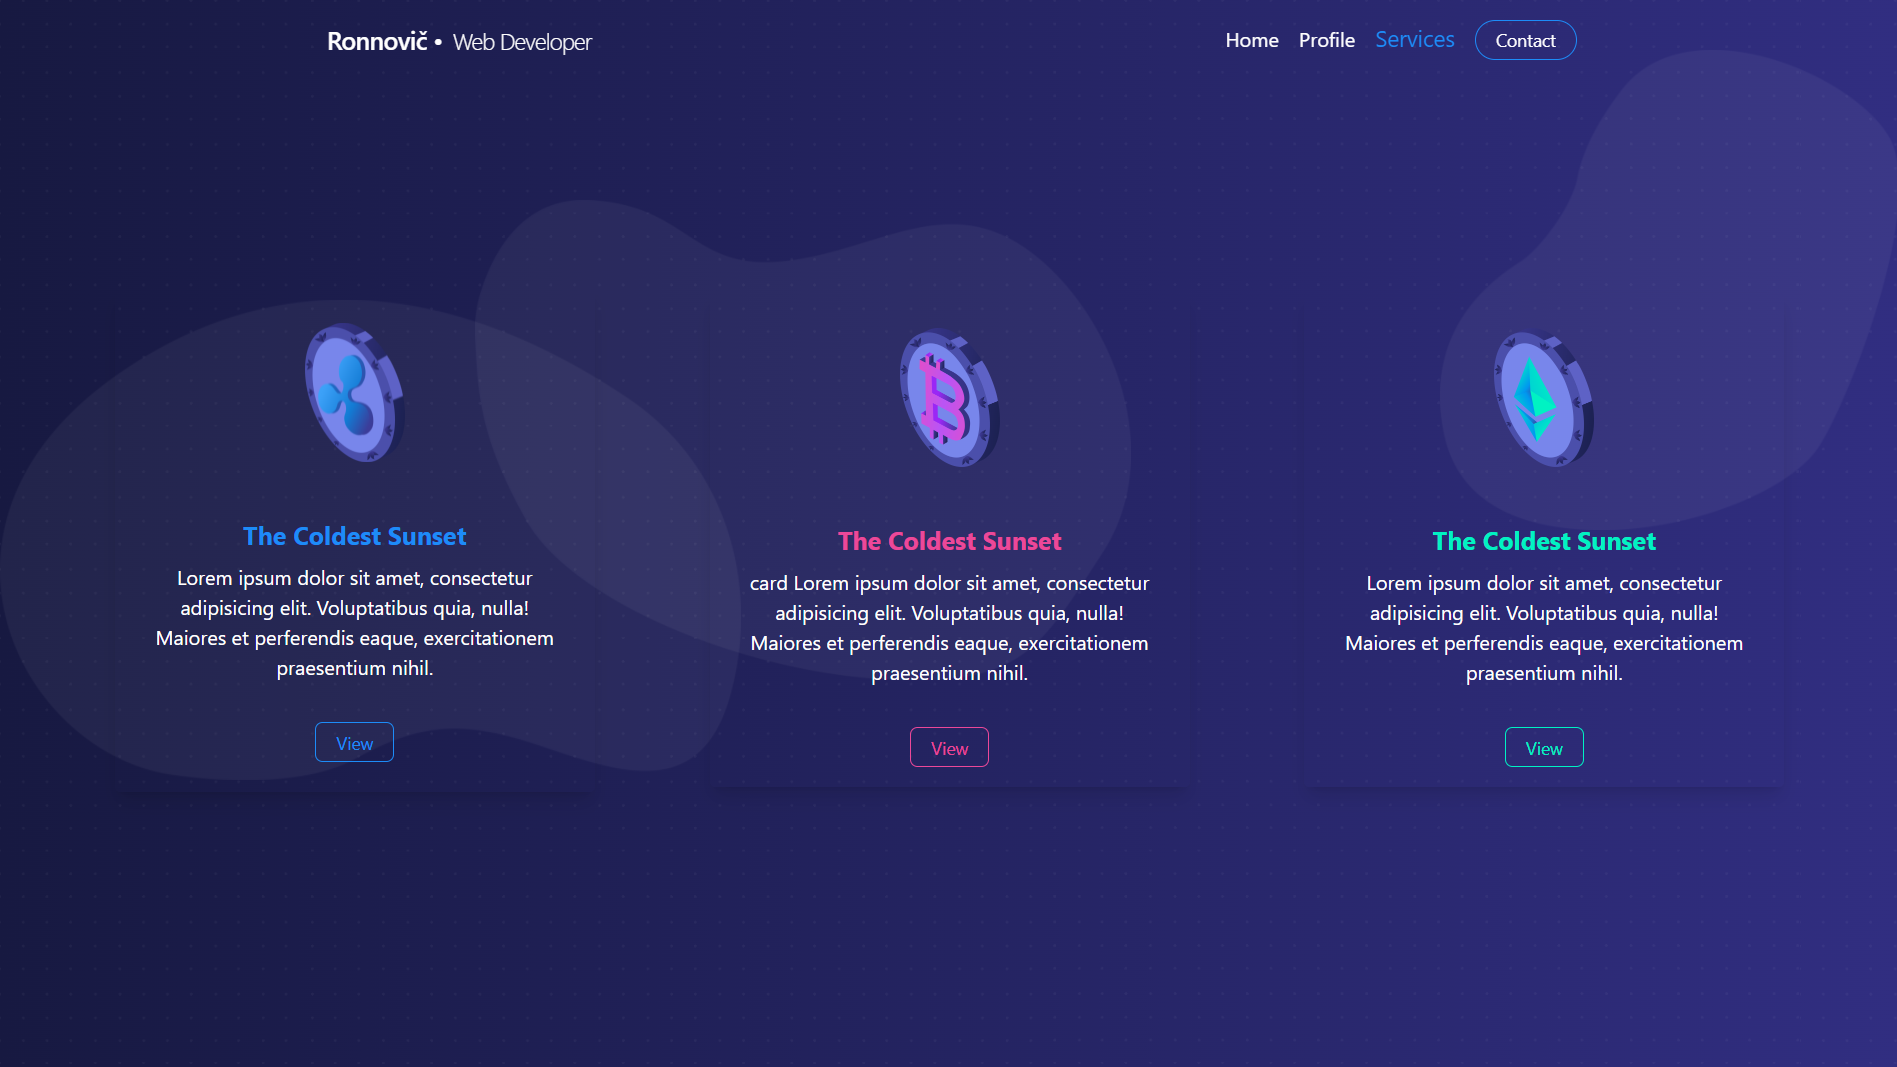 Ronnovič • Web Developer
Home Profile Services Contact
The Coldest Sunset
Lorem ipsum dolor sit amet, consectetur
adipisicing elit. Voluptatibus quia, nulla!
Maiores et perferendis eaque, exercitationem
praesentium nihil.
View
The Coldest Sunset
card Lorem ipsum dolor sit amet, consectetur
adipisicing elit. Voluptatibus quia, nulla!
Maiores et perferendis eaque, exercitationem
praesentium nihil.
View
The Coldest Sunset
Lorem ipsum dolor sit amet, consectetur
adipisicing elit. Voluptatibus quia, nulla!
Maiores et perferendis eaque, exercitationem
praesentium nihil.
View